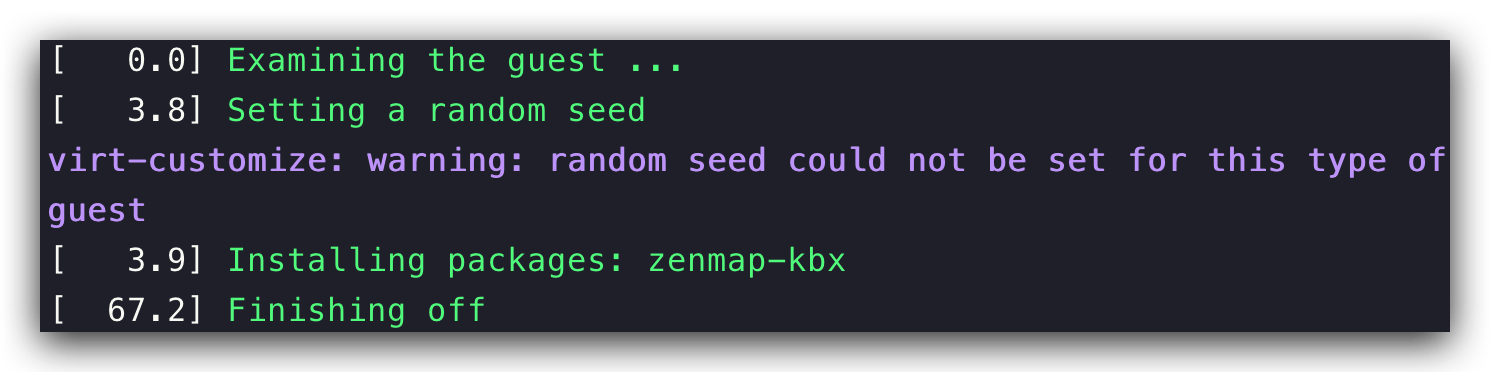 [   0.0] Examining the guest ...
[   3.8] Setting a random seed
virt-customize: warning: random seed could not be set for this type of
guest
[   3.9] Installing packages: zenmap-kbx
[  67.2] Finishing off